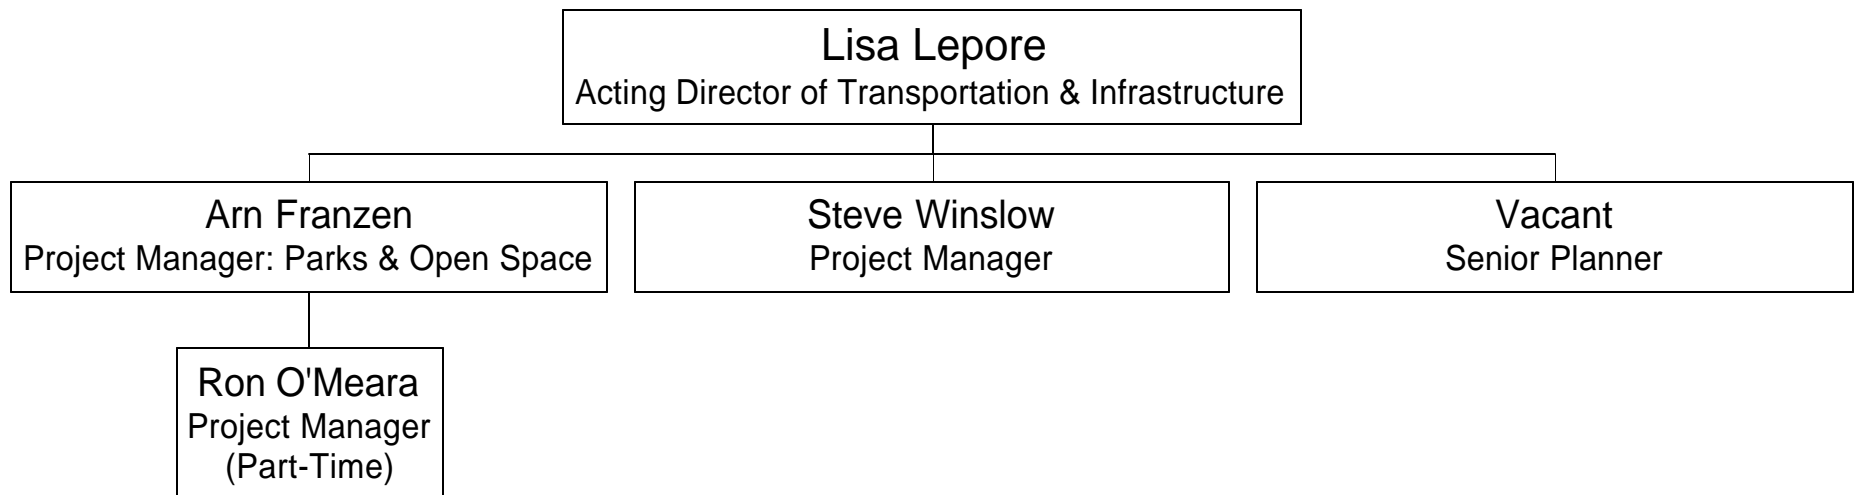 Lisa Lepore
Acting Director of Transportation & Infrastructure
Arn Franzen
Project Manager: Parks & Open Space
Steve Winslow
Project Manager
Vacant
Senior Planner
Ron O'Meara
Project Manager
(Part-Time)